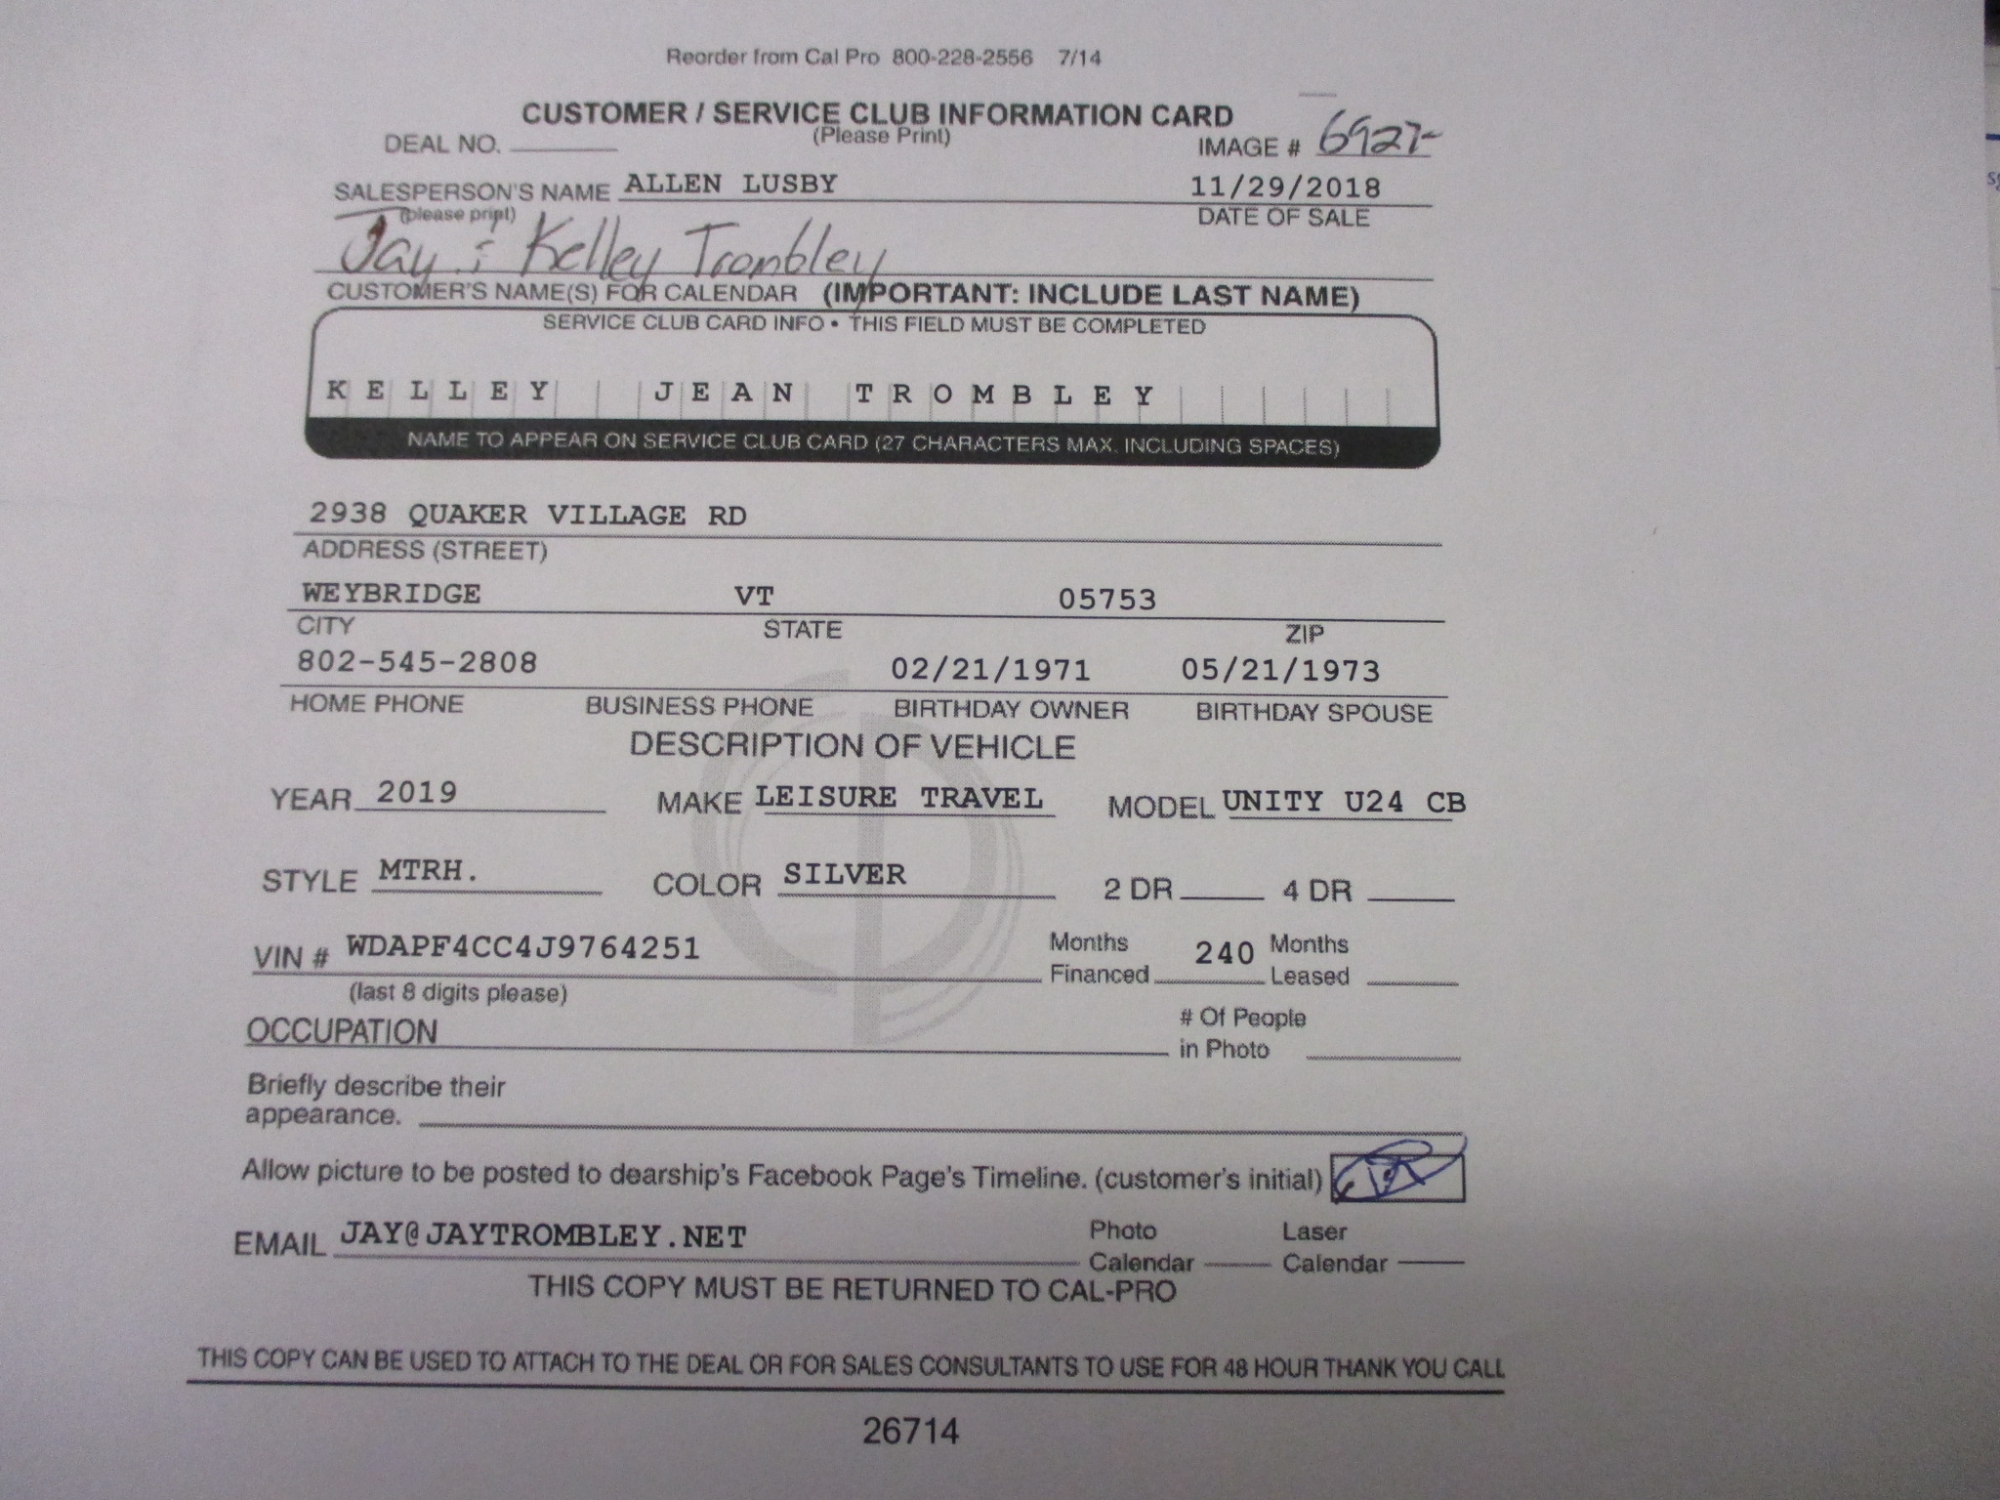 Reorder from Cal Pro 800-228-2556 7/14
CUSTOMER / SERVICE CLUB INFORMATION CARD
(Please Print)
DEAL NO. IMAGE # 6927-
SALESPERSON'S NAME ALLEN LUSBY 11/29/2018
(please print) DATE OF SALE
Jay & Kelley Trombley
CUSTOMER'S NAME(S) FOR CALENDAR (IMPORTANT: INCLUDE LAST NAME)
SERVICE CLUB CARD INFO • THIS FIELD MUST BE COMPLETED
KELLEY JEAN TROMBLEY
NAME TO APPEAR ON SERVICE CLUB CARD (27 CHARACTERS MAX. INCLUDING SPACES)
2938 QUAKER VILLAGE RD
ADDRESS (STREET)
WEYBRIDGE VT 05753
CITY STATE ZIP
802-545-2808 02/21/1971 05/21/1973
HOME PHONE BUSINESS PHONE BIRTHDAY OWNER BIRTHDAY SPOUSE
DESCRIPTION OF VEHICLE
YEAR 2019 MAKE LEISURE TRAVEL MODEL UNITY U24 CB
STYLE MTRH. COLOR SILVER 2 DR 4 DR
VIN # WDAPF4CC4J9764251 Months Financed 240 Months Leased
(last 8 digits please)
OCCUPATION # Of People in Photo
Briefly describe their
appearance.
Allow picture to be posted to dearship's Facebook Page's Timeline. (customer's initial)
EMAIL JAY@JAYTROMBLEY.NET Photo Calendar Laser Calendar
THIS COPY MUST BE RETURNED TO CAL-PRO
THIS COPY CAN BE USED TO ATTACH TO THE DEAL OR FOR SALES CONSULTANTS TO USE FOR 48 HOUR THANK YOU CALL
26714